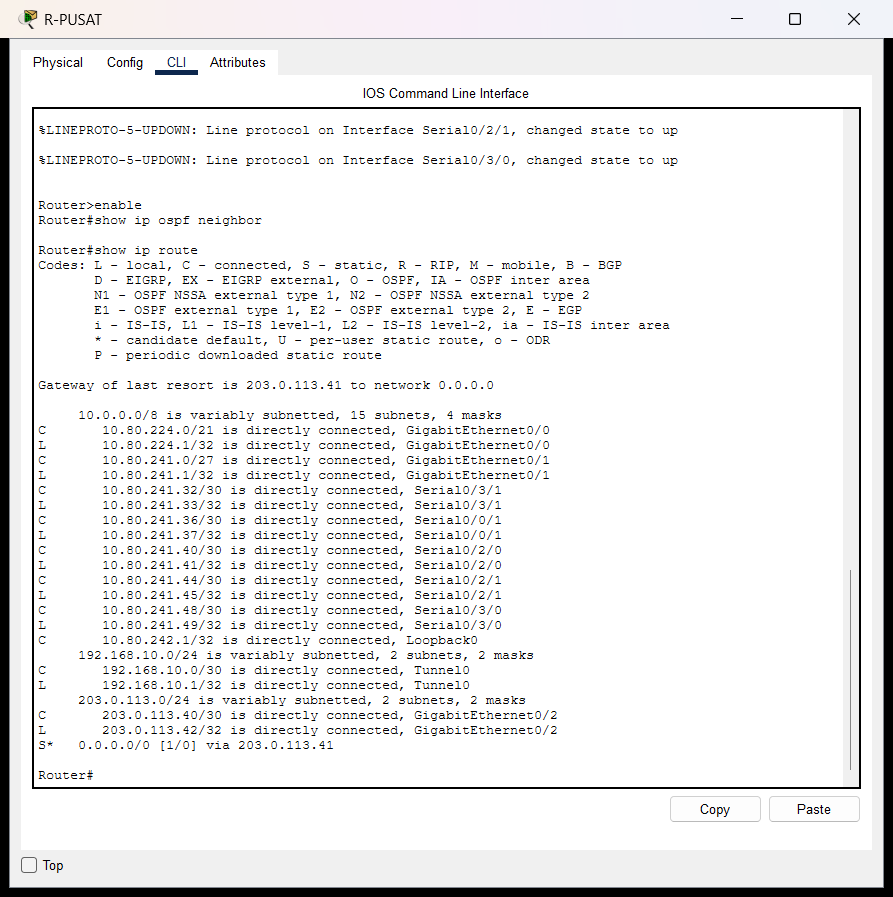 R-PUSAT
Physical Config CLI Attributes
IOS Command Line Interface
%LINEPROTO-5-UPDOWN: Line protocol on Interface Serial0/2/1, changed state to up
%LINEPROTO-5-UPDOWN: Line protocol on Interface Serial0/3/0, changed state to up
Router>enable
Router#show ip ospf neighbor
Router#show ip route
Codes: L - local, C - connected, S - static, R - RIP, M - mobile, B - BGP
D - EIGRP, EX - EIGRP external, O - OSPF, IA - OSPF inter area
N1 - OSPF NSSA external type 1, N2 - OSPF NSSA external type 2
E1 - OSPF external type 1, E2 - OSPF external type 2, E - EGP
i - IS-IS, L1 - IS-IS level-1, L2 - IS-IS level-2, ia - IS-IS inter area
* - candidate default, U - per-user static route, o - ODR
P - periodic downloaded static route
Gateway of last resort is 203.0.113.41 to network 0.0.0.0
10.0.0.0/8 is variably subnetted, 15 subnets, 4 masks
C 10.80.224.0/21 is directly connected, GigabitEthernet0/0
L 10.80.224.1/32 is directly connected, GigabitEthernet0/0
C 10.80.241.0/27 is directly connected, GigabitEthernet0/1
L 10.80.241.1/32 is directly connected, GigabitEthernet0/1
C 10.80.241.32/30 is directly connected, Serial0/3/1
L 10.80.241.33/32 is directly connected, Serial0/3/1
C 10.80.241.36/30 is directly connected, Serial0/0/1
L 10.80.241.37/32 is directly connected, Serial0/0/1
C 10.80.241.40/30 is directly connected, Serial0/2/0
L 10.80.241.41/32 is directly connected, Serial0/2/0
C 10.80.241.44/30 is directly connected, Serial0/2/1
L 10.80.241.45/32 is directly connected, Serial0/2/1
C 10.80.241.48/30 is directly connected, Serial0/3/0
L 10.80.241.49/32 is directly connected, Serial0/3/0
C 10.80.242.1/32 is directly connected, Loopback0
192.168.10.0/24 is variably subnetted, 2 subnets, 2 masks
C 192.168.10.0/30 is directly connected, Tunnel0
L 192.168.10.1/32 is directly connected, Tunnel0
203.0.113.0/24 is variably subnetted, 2 subnets, 2 masks
C 203.0.113.40/30 is directly connected, GigabitEthernet0/2
L 203.0.113.42/32 is directly connected, GigabitEthernet0/2
S* 0.0.0.0/0 [1/0] via 203.0.113.41
Router#
Copy Paste
Top